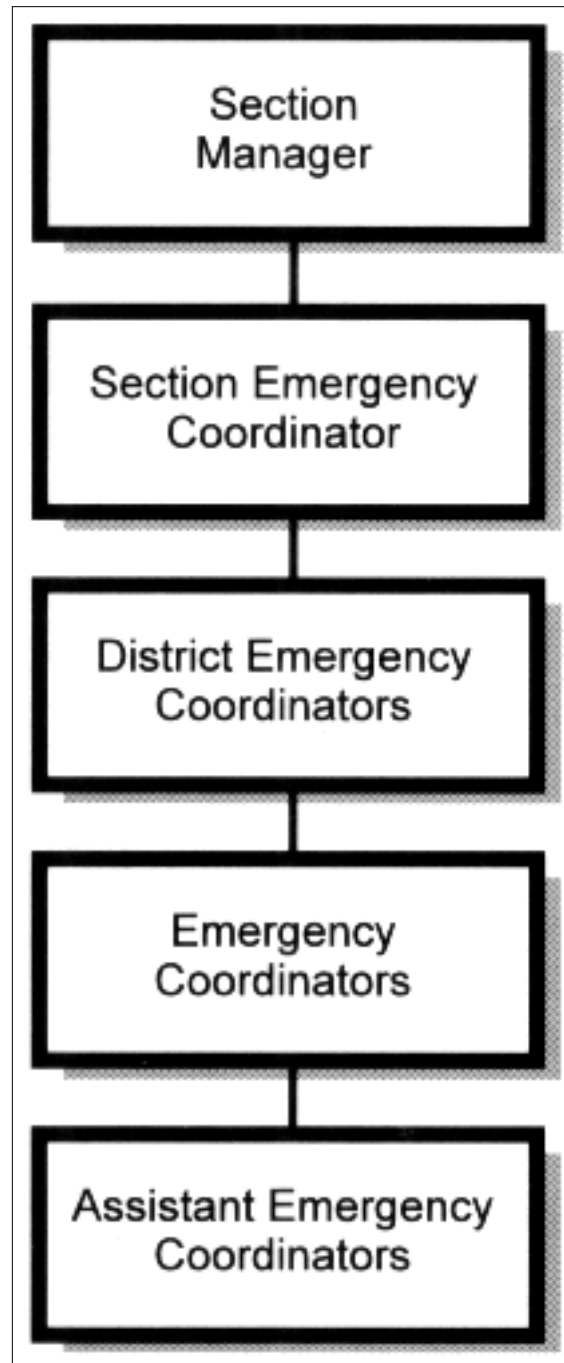 Section
Manager
Section Emergency
Coordinator
District Emergency
Coordinators
Emergency
Coordinators
Assistant Emergency
Coordinators